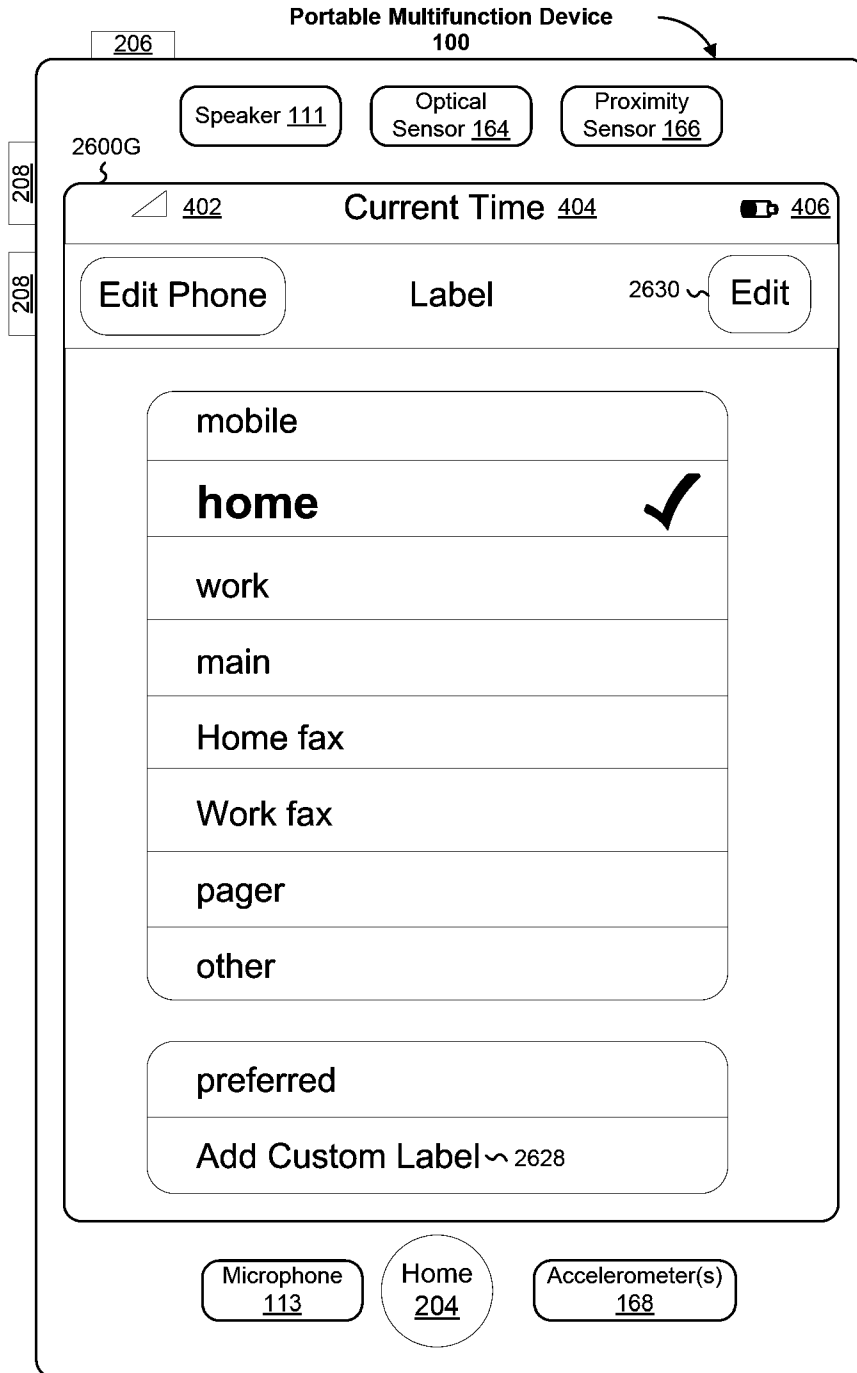 Portable Multifunction Device
100
206
Speaker 111
Optical
Sensor 164
Proximity
Sensor 166
2600G
208
402
Current Time 404
406
208
Edit Phone
Label
2630
Edit
mobile
home
work
main
Home fax
Work fax
pager
other
preferred
Add Custom Label
2628
Microphone
113
Home
204
Accelerometer(s)
168